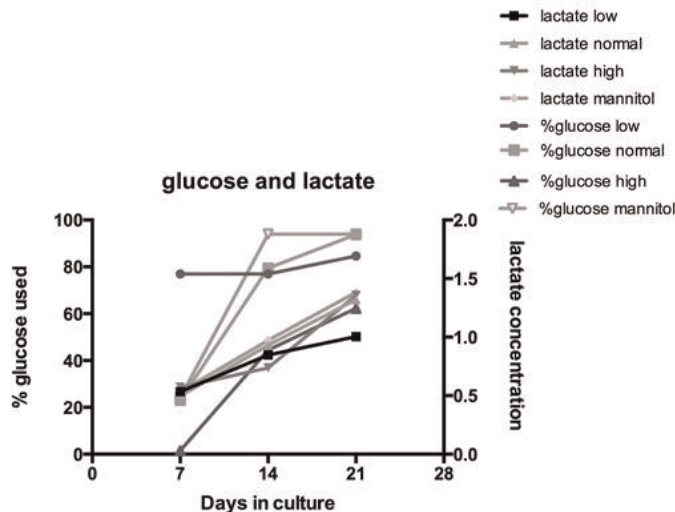 lactate low
lactate normal
lactate high
lactate mannitol
%glucose low
%glucose normal
%glucose high
%glucose mannitol
glucose and lactate
100
80
60
40
20
0
% glucose used
2.0
1.5
1.0
0.5
0.0
lactate concentration
0
7
14
21
28
Days in culture